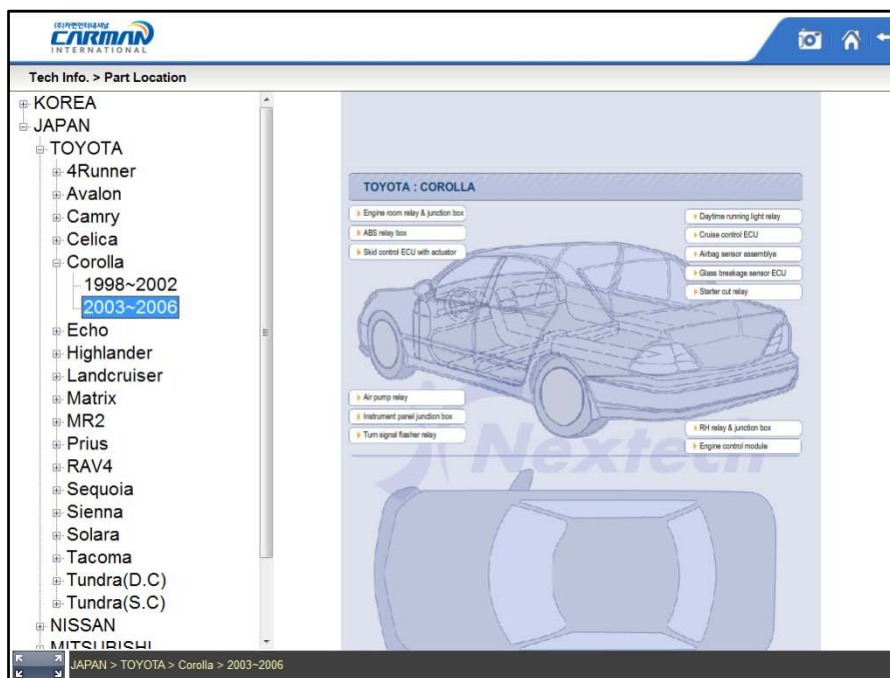 (주)카맨인터내셔날
CARMAN
INTERNATIONAL
Tech Info. > Part Location
KOREA
JAPAN
TOYOTA
4Runner
Avalon
Camry
Celica
Corolla
1998~2002
2003~2006
Echo
Highlander
Landcruiser
Matrix
MR2
Prius
RAV4
Sequoia
Sienna
Solara
Tacoma
Tundra(D.C)
Tundra(S.C)
NISSAN
MITSUBISHI
TOYOTA : COROLLA
Engine room relay & junction box
ABS relay box
Skid control ECU with actuator
Daytime running light relay
Cruise control ECU
Airbag sensor assemblya
Glass breakage sensor ECU
Starter cut relay
Air pump relay
Instrument panel junction box
Turn signal flasher relay
RH relay & junction box
Engine control module
Nextech
JAPAN > TOYOTA > Corolla > 2003~2006